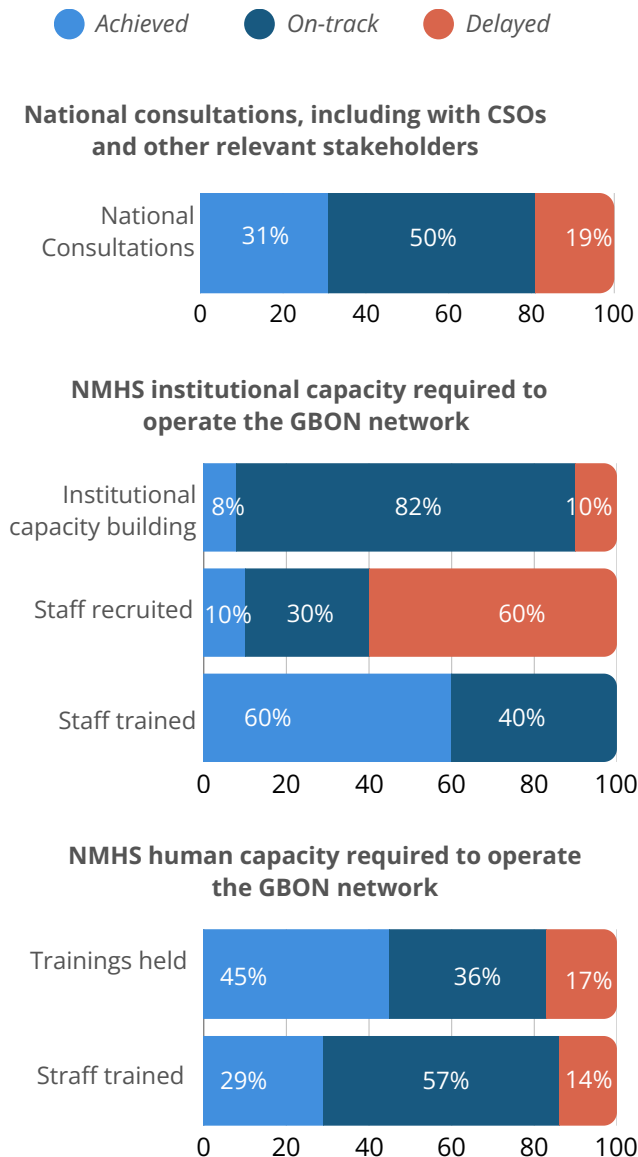 Achieved On-track Delayed
National consultations, including with CSOs
and other relevant stakeholders
National
Consultations
31% 50% 19%
0 20 40 60 80 100
NMHS institutional capacity required to
operate the GBON network
Institutional
capacity building
8% 82% 10%
Staff recruited
10% 30% 60%
Staff trained
60% 40%
0 20 40 60 80 100
NMHS human capacity required to operate
the GBON network
Trainings held
45% 36% 17%
Straff trained
29% 57% 14%
0 20 40 60 80 100